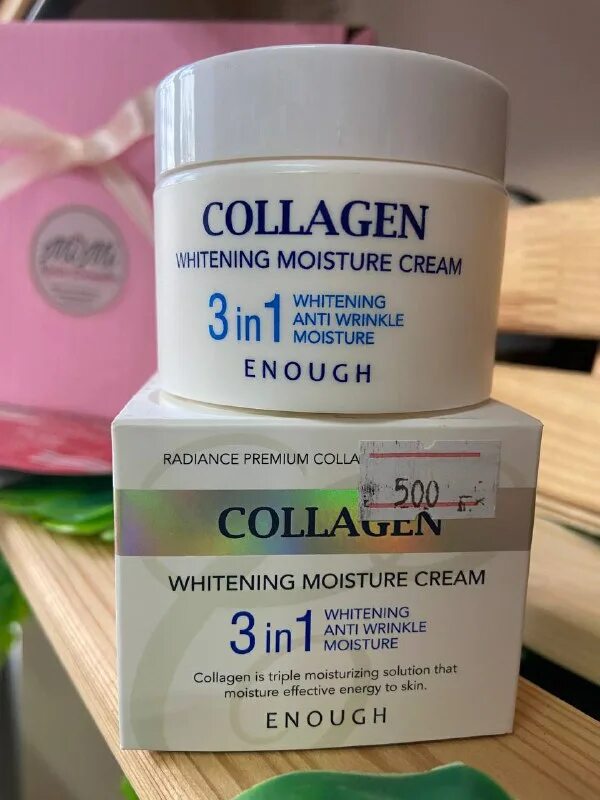 COLLAGEN
WHITENING MOISTURE CREAM
3 in 1
WHITENING
ANTI WRINKLE
MOISTURE
ENOUGH
MiMi
RADIANCE PREMIUM COLLA
500
COLLAGEN
WHITENING MOISTURE CREAM
3 in 1
WHITENING
ANTI WRINKLE
MOISTURE
Collagen is triple moisturizing solution that
moisture effective energy to skin.
ENOUGH